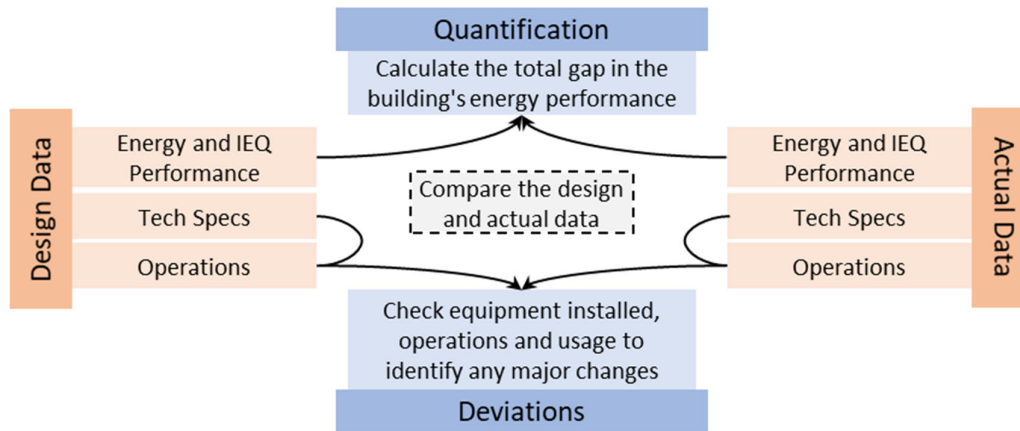 Quantification
Calculate the total gap in the
building's energy performance
Design Data
Energy and IEQ
Performance
Tech Specs
Operations
Compare the design
and actual data
Energy and IEQ
Performance
Tech Specs
Operations
Actual Data
Check equipment installed,
operations and usage to
identify any major changes
Deviations